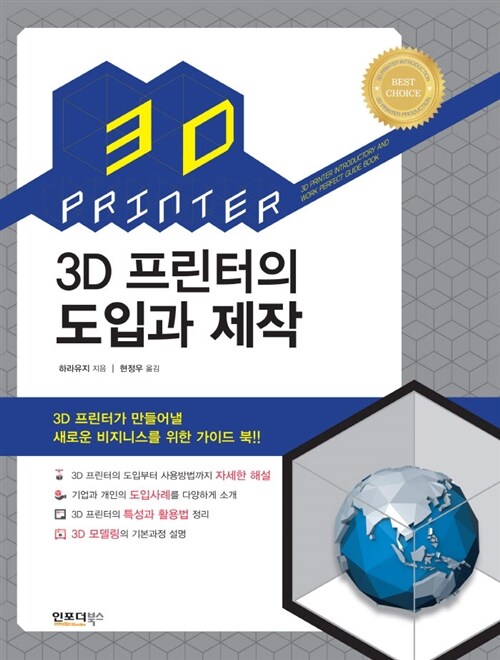 3D PRINTER INTRODUCTION
BEST
CHOICE
3D PRINTER PRODUCTION
3D
PRINTER
3D PRINTER INTRODUCTORY AND
WORK PERFECT GUIDE BOOK
3D 프린터의
도입과 제작
하라유지 지음 | 현정우 옮김
3D 프린터가 만들어낼
새로운 비지니스를 위한 가이드 북!!
3D 프린터의 도입부터 사용방법까지 자세한 해설
기업과 개인의 도입사례를 다양하게 소개
3D 프린터의 특성과 활용법 정리
3D 모델링의 기본과정 설명
인포더북스